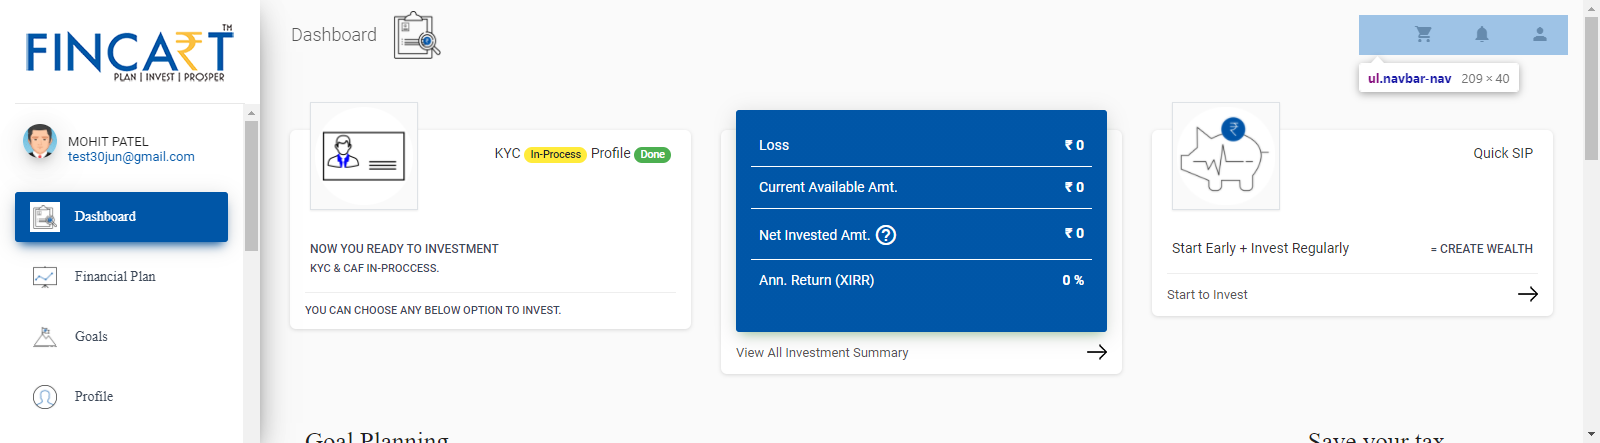 FINCART™
PLAN | INVEST | PROSPER
MOHIT PATEL
test30jun@gmail.com
Dashboard
Financial Plan
Goals
Profile
Dashboard
ul.navbar-nav 209 × 40
KYC In-Process Profile Done
NOW YOU READY TO INVESTMENT
KYC & CAF IN-PROCCESS.
YOU CAN CHOOSE ANY BELOW OPTION TO INVEST.
Loss ₹ 0
Current Available Amt. ₹ 0
Net Invested Amt. ? ₹ 0
Ann. Return (XIRR) 0 %
View All Investment Summary
₹
Quick SIP
Start Early + Invest Regularly = CREATE WEALTH
Start to Invest
Goal Planning
Save your tax